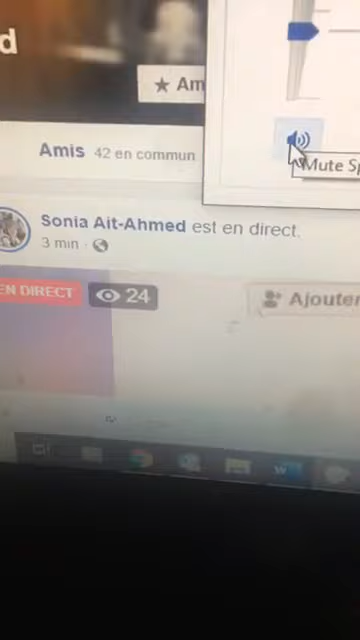 d
★ Am
Amis 42 en commun
Mute Sp
Sonia Ait-Ahmed est en direct.
3 min
EN DIRECT 24
Ajouter
W